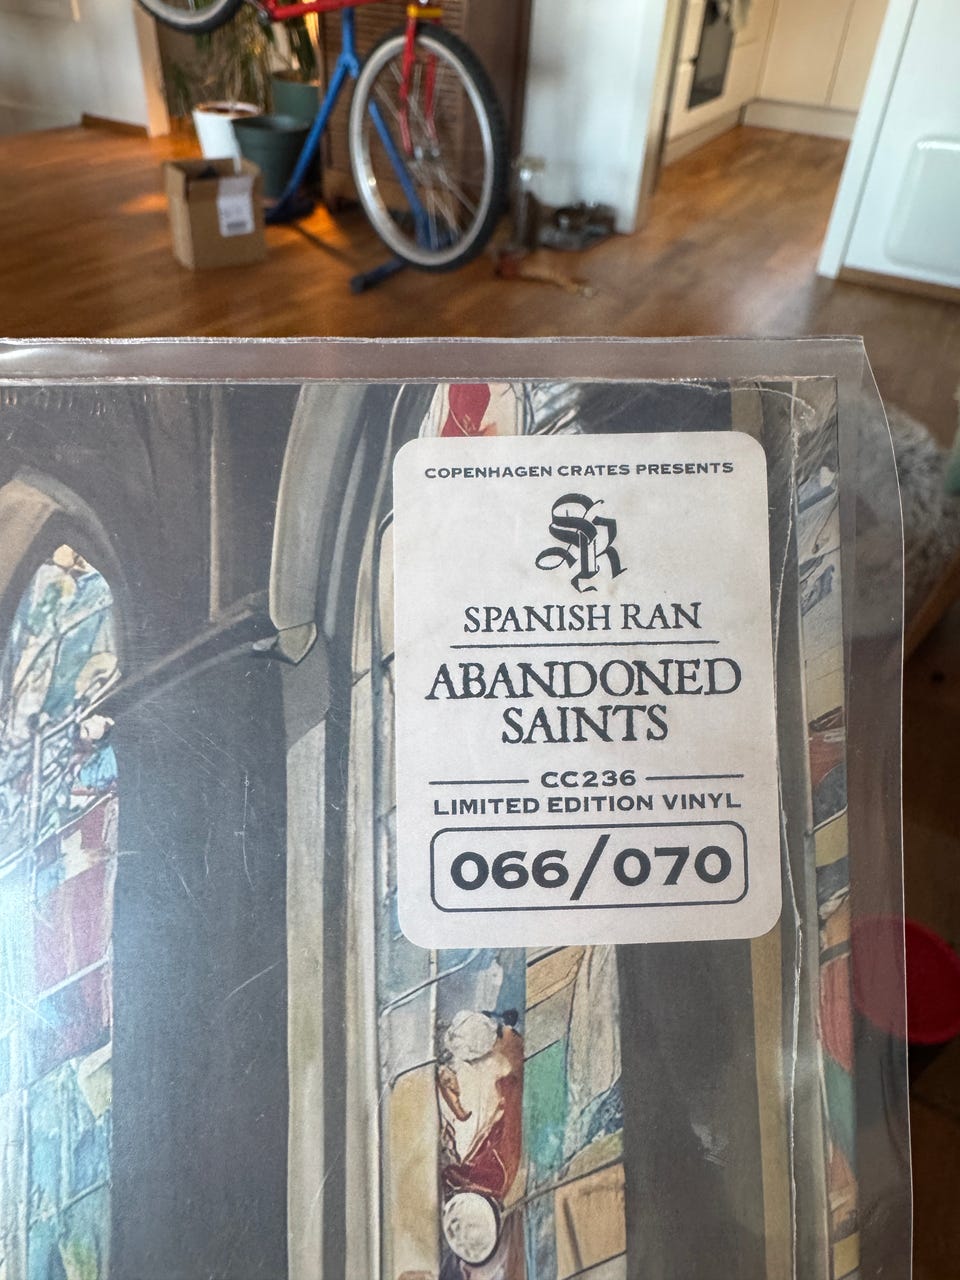 COPENHAGEN CRATES PRESENTS
SR
SPANISH RAN
ABANDONED
SAINTS
CC236
LIMITED EDITION VINYL
066/070